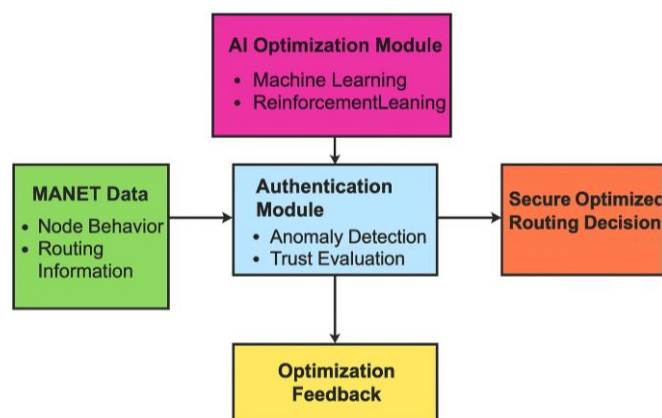 AI Optimization Module
• Machine Learning
• ReinforcementLeaning
MANET Data
• Node Behavior
• Routing
Information
Authentication
Module
• Anomaly Detection
• Trust Evaluation
Secure Optimized
Routing Decision
Optimization
Feedback